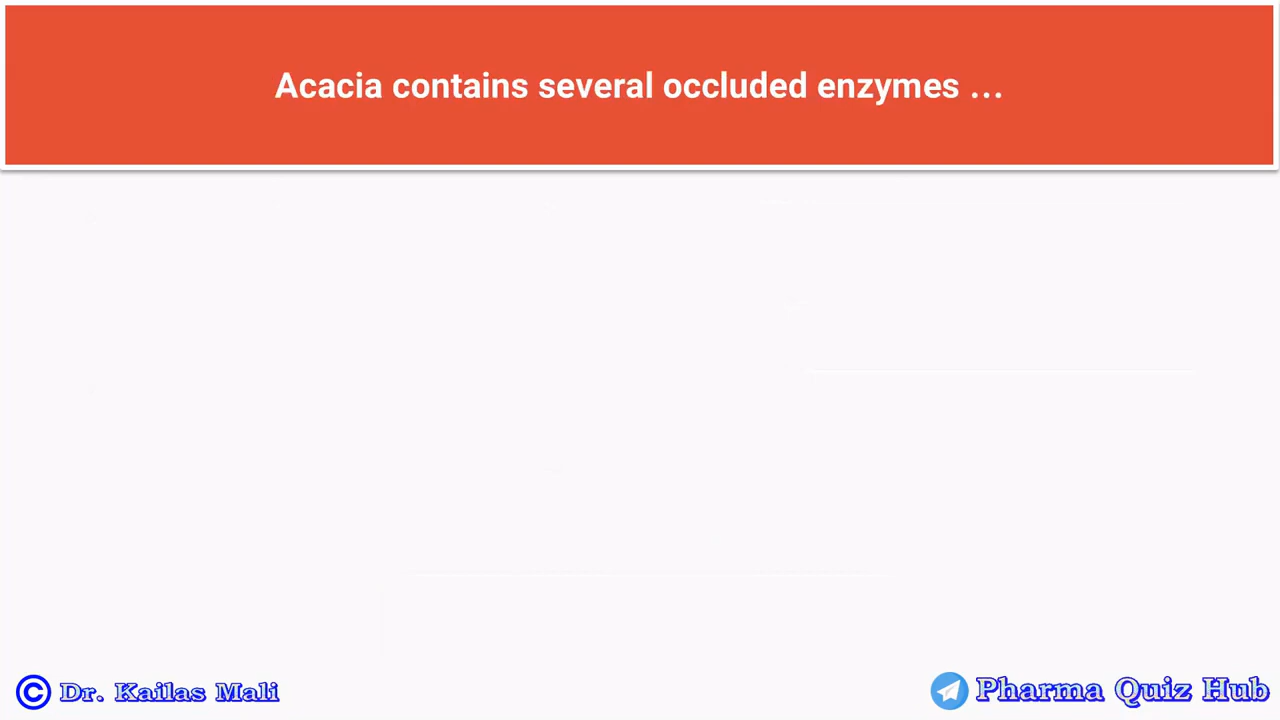 Acacia contains several occluded enzymes ...
© Dr. Kailas Mali
Pharma Quiz Hub